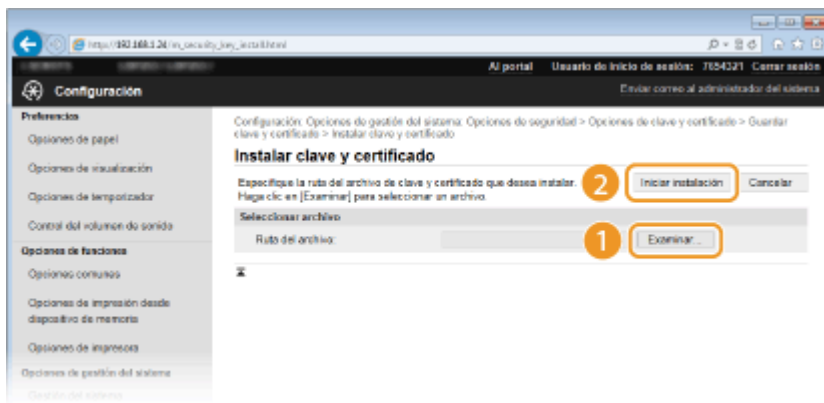 http://192.168.1.24/m_security_key_install.html
Al portal Usuario de inicio de sesión: 7654321 Cerrar sesión
Configuración
Enviar correo al administrador del sistema
Preferencias
Opciones de papel
Opciones de visualización
Opciones de temporizador
Control del volumen de sonido
Opciones de funciones
Opciones comunes
Opciones de impresión desde
dispositivo de memoria
Opciones de impresora
Opciones de gestión del sistema
Gestión del sistema
Configuración: Opciones de gestión del sistema: Opciones de seguridad > Opciones de clave y certificado > Guardar
clave y certificado > Instalar clave y certificado
Instalar clave y certificado
Especifique la ruta del archivo de clave y certificado que desea instalar.
Haga clic en [Examinar] para seleccionar un archivo.
2 Iniciar instalación Cancelar
Seleccionar archivo
Ruta del archivo: 1 Examinar...